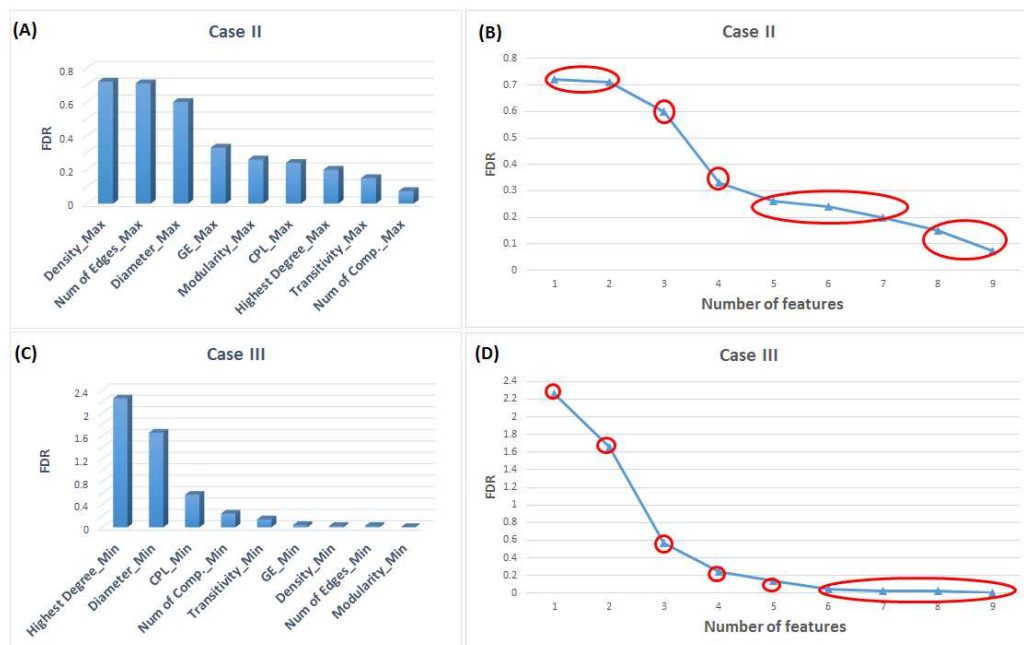 (A)
Case II
FDR
0.8
0.6
0.4
0.2
0
Density_Max
Num of Edges_Max
Diameter_Max
GE_Max
Modularity_Max
CPL_Max
Highest Degree_Max
Transitivity_Max
Num of Comp._Max
(B)
Case II
FDR
0.8
0.7
0.6
0.5
0.4
0.3
0.2
0.1
0
1 2 3 4 5 6 7 8 9
Number of features
(C)
Case III
FDR
2.4
2
1.6
1.2
0.8
0.4
0
Highest Degree_Min
Diameter_Min
CPL_Min
Num of Comp._Min
Transitivity_Min
GE_Min
Density_Min
Num of Edges_Min
Modularity_Min
(D)
Case III
FDR
2.4
2.2
2
1.8
1.6
1.4
1.2
1
0.8
0.6
0.4
0.2
0
1 2 3 4 5 6 7 8 9
Number of features